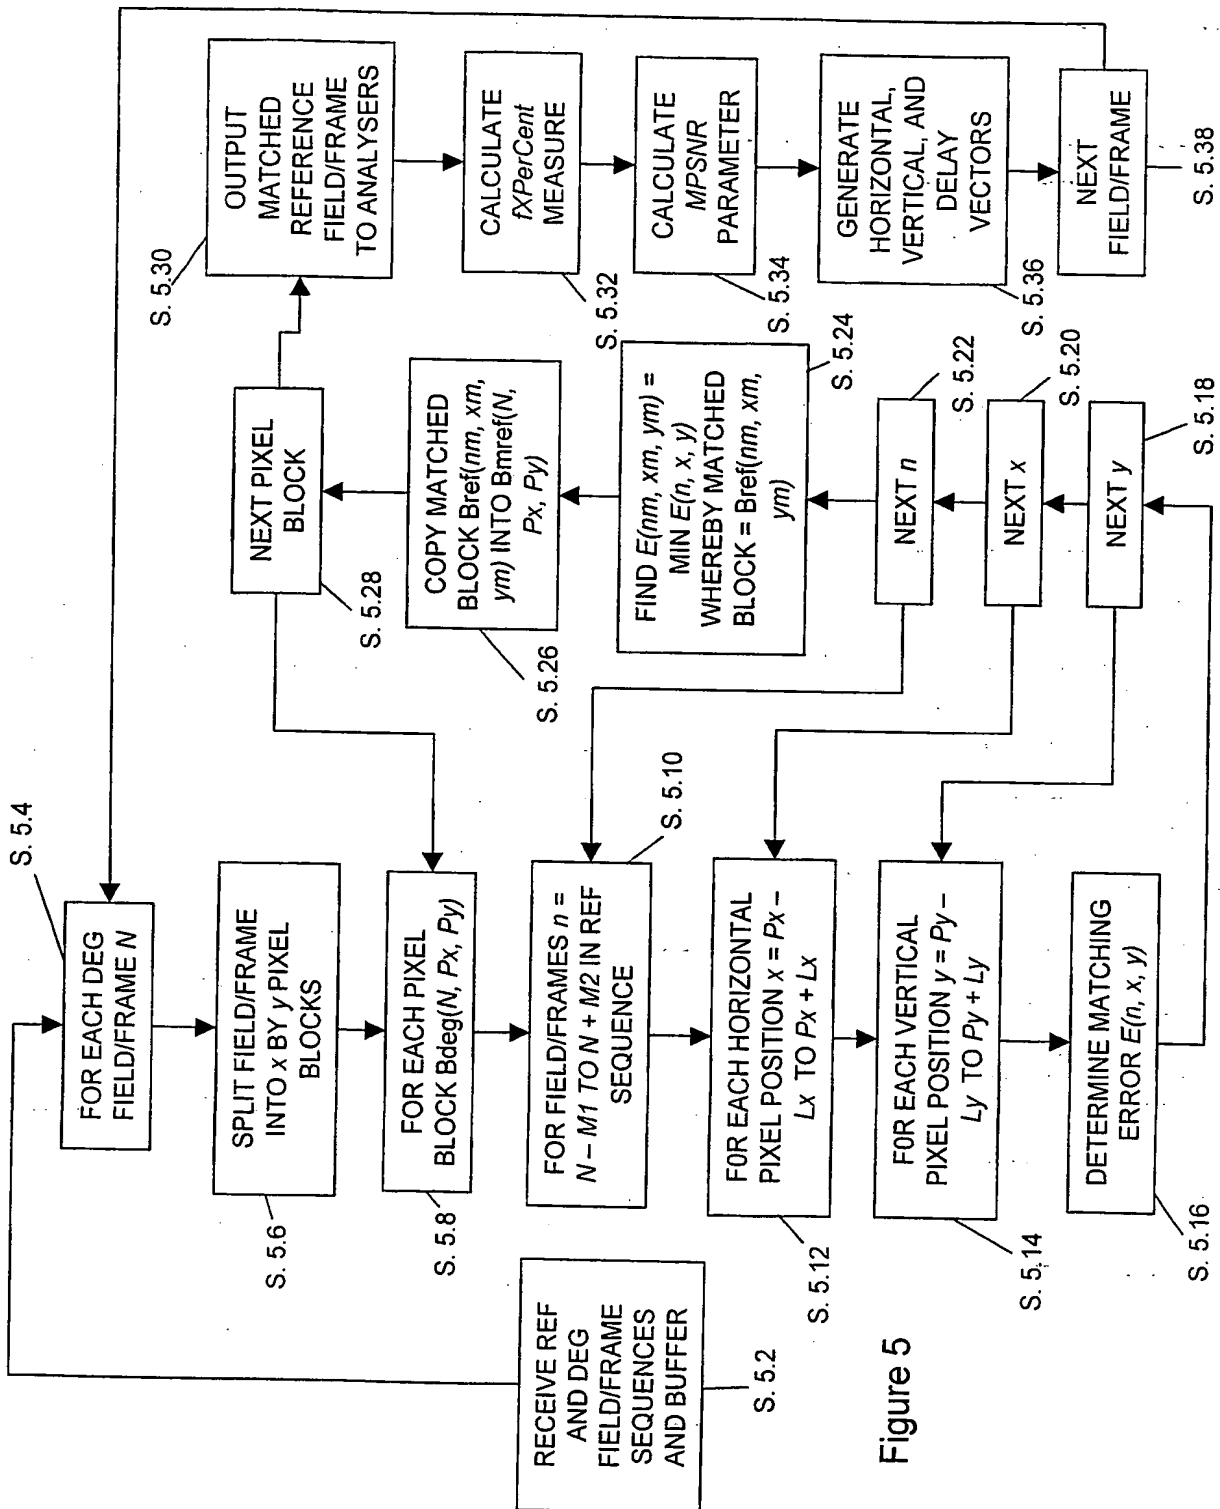 RECEIVE REF
AND DEG
FIELD/FRAME
SEQUENCES
AND BUFFER
S. 5.2
FOR EACH DEG
FIELD/FRAME N
S. 5.4
SPLIT FIELD/FRAME
INTO x BY y PIXEL
BLOCKS
S. 5.6
FOR EACH PIXEL
BLOCK Bdeg(N, Px, Py)
S. 5.8
FOR FIELD/FRAMES n =
N – M1 TO N + M2 IN REF
SEQUENCE
S. 5.10
F0R EACH HORIZONTAL
PIXEL POSITION x = Px –
Lx TO Px + Lx
S. 5.12
F0R EACH VERTICAL
PIXEL POSITION y = Py –
Ly TO Py + Ly
S. 5.14
DETERMINE MATCHING
ERROR E(n, x, y)
S. 5.16
NEXT y
S. 5.18
NEXT x
S. 5.20
NEXT n
S. 5.22
FIND E(nm, xm, ym) =
MIN E(n, x, y)
WHEREBY MATCHED
BLOCK = Bref(nm, xm,
ym)
S. 5.24
COPY MATCHED
BLOCK Bref(nm, xm,
ym) INTO Bmref(N,
Px, Py)
S. 5.26
NEXT PIXEL
BLOCK
S. 5.28
OUTPUT
MATCHED
REFERENCE
FIELD/FRAME
TO ANALYSERS
S. 5.30
CALCULATE
fXPerCent
MEASURE
S. 5.32
CALCULATE
MPSNR
PARAMETER
S. 5.34
GENERATE
HORIZONTAL,
VERTICAL, AND
DELAY
VECTORS
S. 5.36
NEXT
FIELD/FRAME
S. 5.38
Figure 5